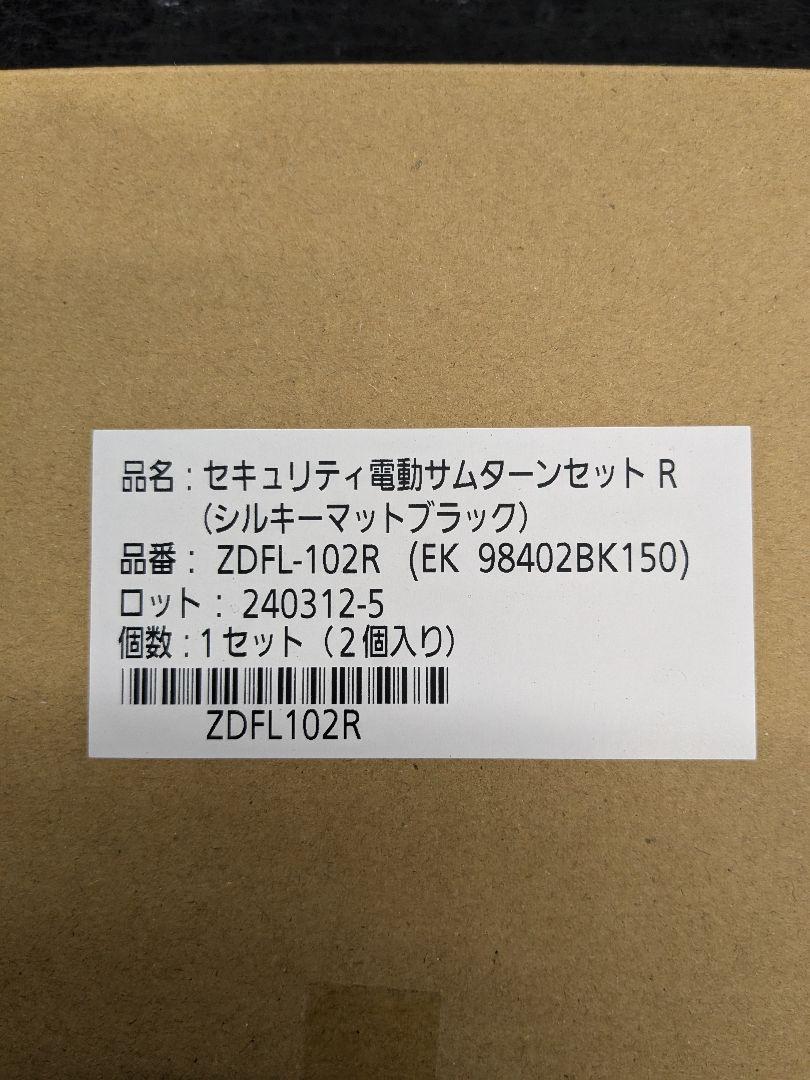 品名：セキュリティ電動サムターンセット R
（シルキーマットブラック）
品番： ZDFL-102R (EK 98402BK150)
ロット： 240312-5
個数：1セット（2個入り）
ZDFL102R